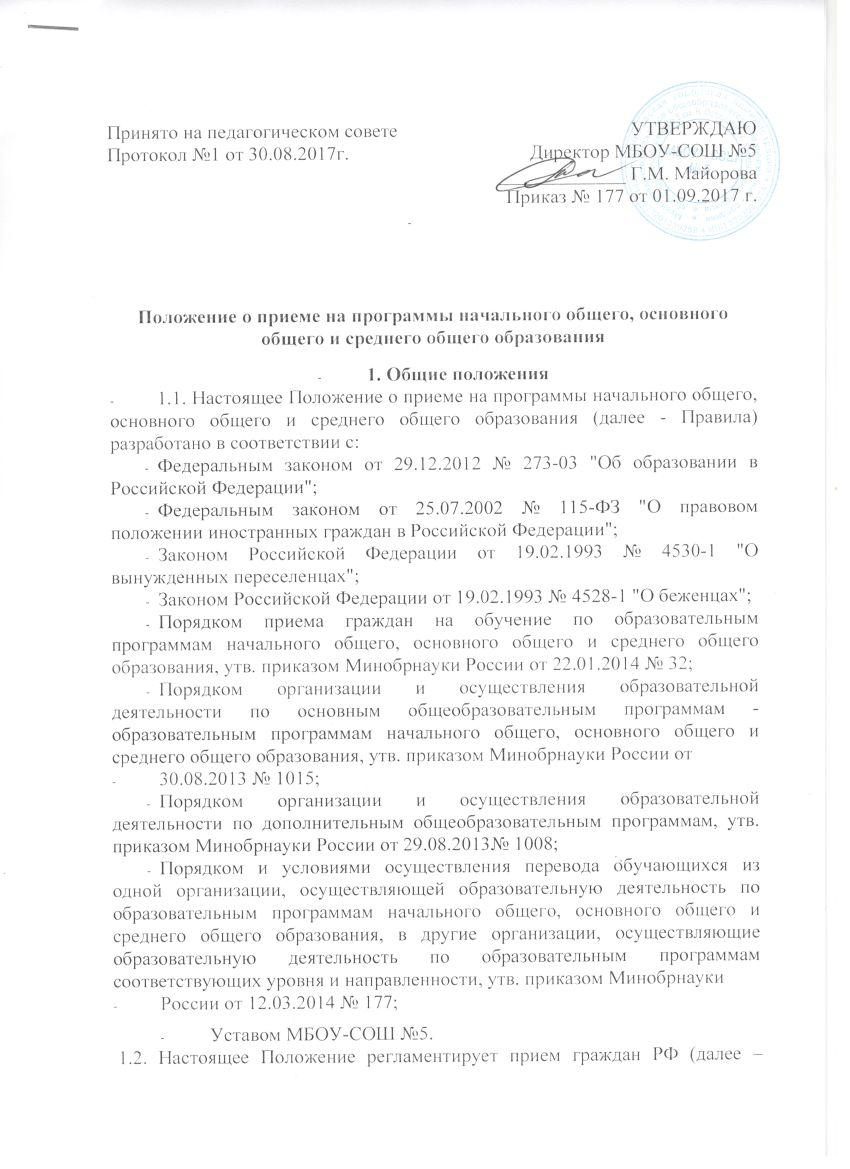 Принято на педагогическом совете
Протокол №1 от 30.08.2017г.
УТВЕРЖДАЮ
Директор МБОУ-СОШ №5
Г.М. Майорова
Приказ № 177 от 01.09.2017 г.
Положение о приеме на программы начального общего, основного
общего и среднего общего образования
- 1. Общие положения
- 1.1. Настоящее Положение о приеме на программы начального общего,
основного общего и среднего общего образования (далее - Правила)
разработано в соответствии с:
- Федеральным законом от 29.12.2012 № 273-03 "Об образовании в
Российской Федерации";
- Федеральным законом от 25.07.2002 № 115-ФЗ "О правовом
положении иностранных граждан в Российской Федерации";
- Законом Российской Федерации от 19.02.1993 № 4530-1 "О
вынужденных переселенцах";
- Законом Российской Федерации от 19.02.1993 № 4528-1 "О беженцах";
- Порядком приема граждан на обучение по образовательным
программам начального общего, основного общего и среднего общего
образования, утв. приказом Минобрнауки России от 22.01.2014 № 32;
- Порядком организации и осуществления образовательной
деятельности по основным общеобразовательным программам -
образовательным программам начального общего, основного общего и
среднего общего образования, утв. приказом Минобрнауки России от
- 30.08.2013 № 1015;
- Порядком организации и осуществления образовательной
деятельности по дополнительным общеобразовательным программам, утв.
приказом Минобрнауки России от 29.08.2013№ 1008;
- Порядком и условиями осуществления перевода обучающихся из
одной организации, осуществляющей образовательную деятельность по
образовательным программам начального общего, основного общего и
среднего общего образования, в другие организации, осуществляющие
образовательную деятельность по образовательным программам
соответствующих уровня и направленности, утв. приказом Минобрнауки
- России от 12.03.2014 № 177;
- Уставом МБОУ-СОШ №5.
1.2. Настоящее Положение регламентирует прием граждан РФ (далее –